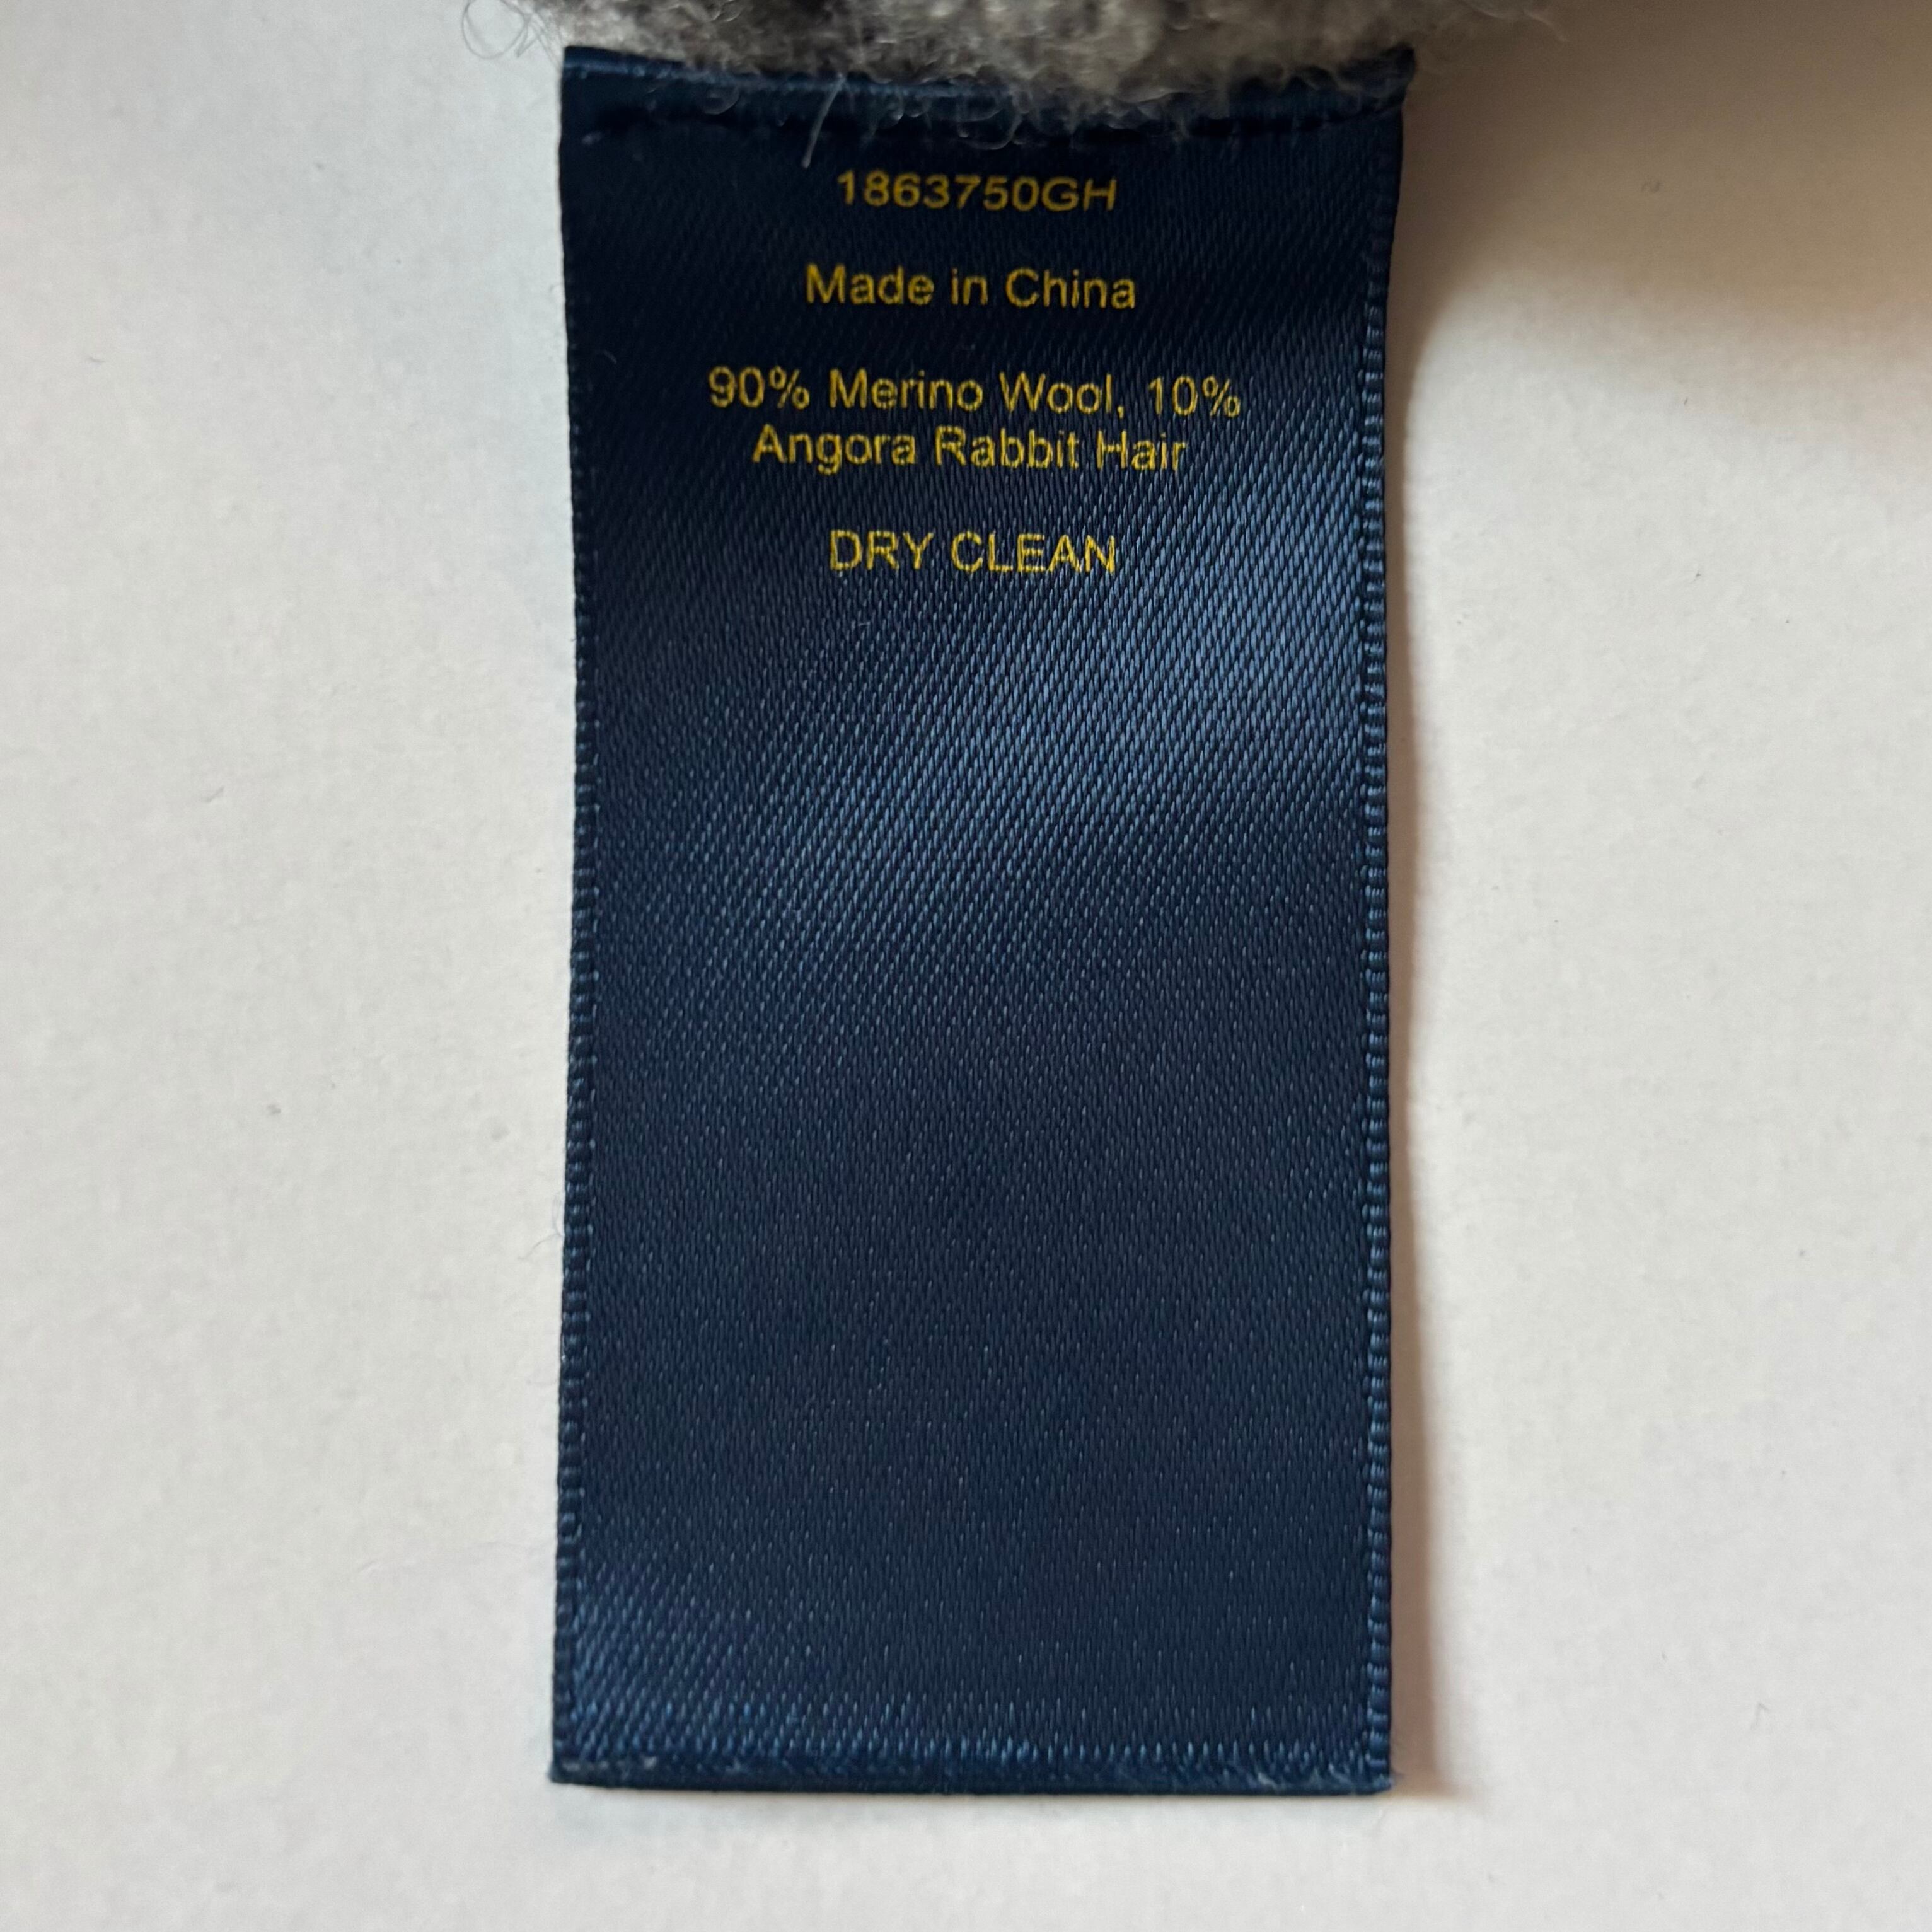 1863750GH
Made in China
90% Merino Wool, 10%
Angora Rabbit Hair
DRY CLEAN